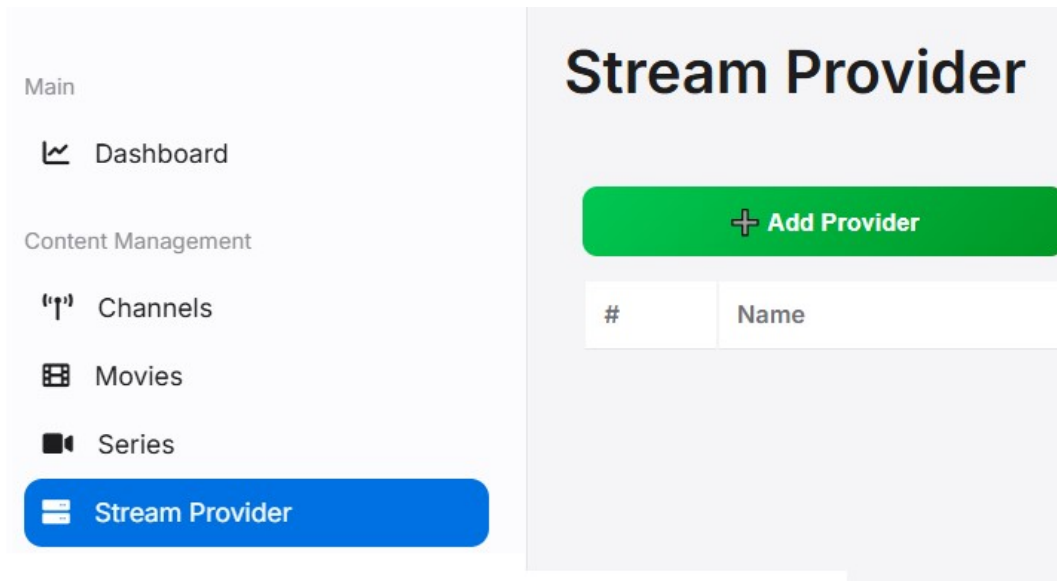 Main
Dashboard
Content Management
Channels
Movies
Series
Stream Provider
Stream Provider
Add Provider
# Name